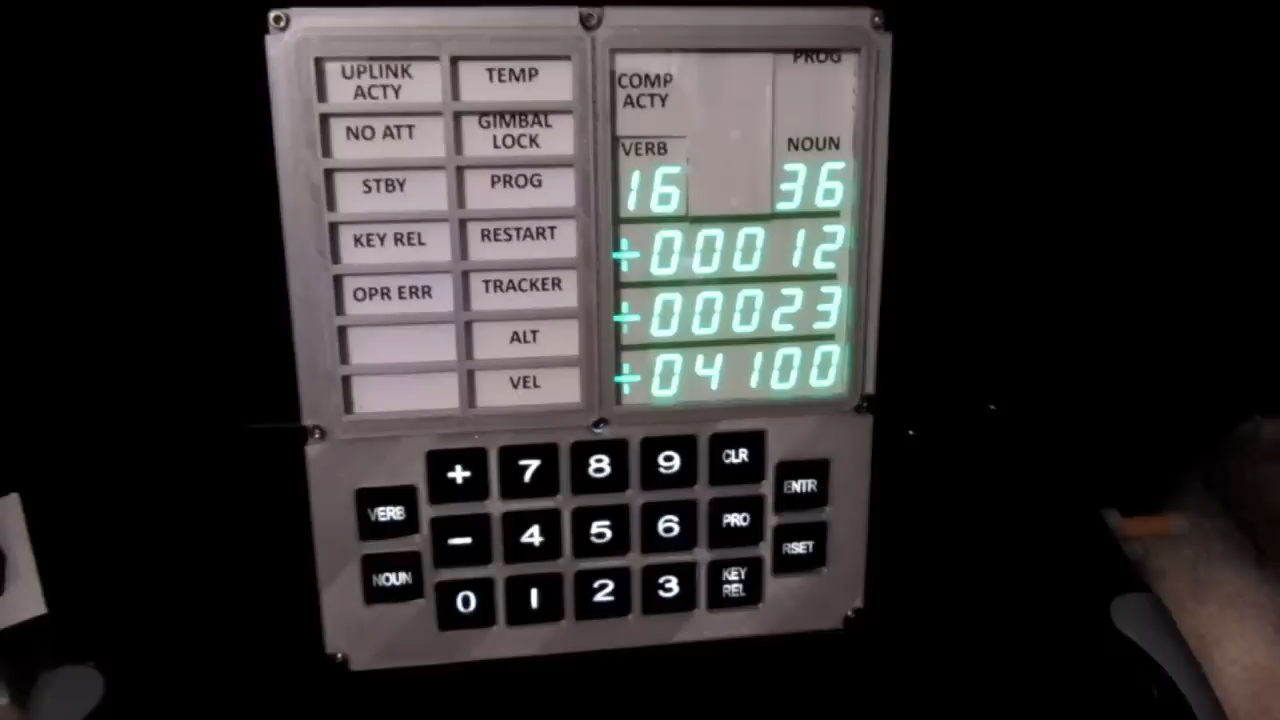 UPLINK
ACTY
TEMP
NO ATT
GIMBAL
LOCK
STBY
PROG
KEY REL
RESTART
OPR ERR
TRACKER
ALT
VEL
COMP
ACTY
PROG
VERB
NOUN
16
36
+00012
+00023
+04100
VERB
NOUN
+ 7 8 9 CLR
- 4 5 6 PRO
0 1 2 3 KEY
REL
ENTR
RSET